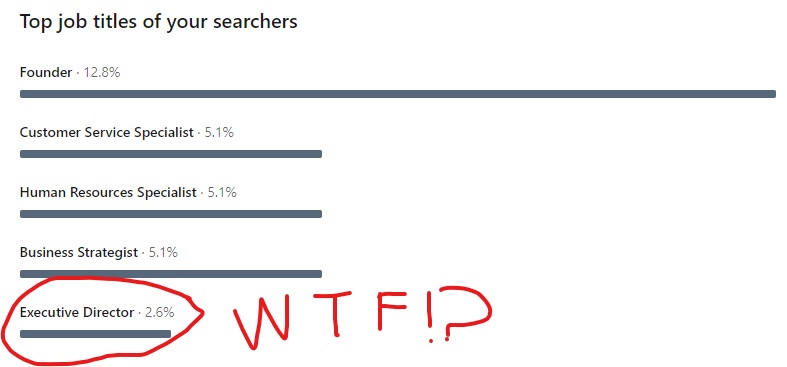 Top job titles of your searchers
Founder · 12.8%
Customer Service Specialist · 5.1%
Human Resources Specialist · 5.1%
Business Strategist · 5.1%
Executive Director · 2.6%
WTF!?